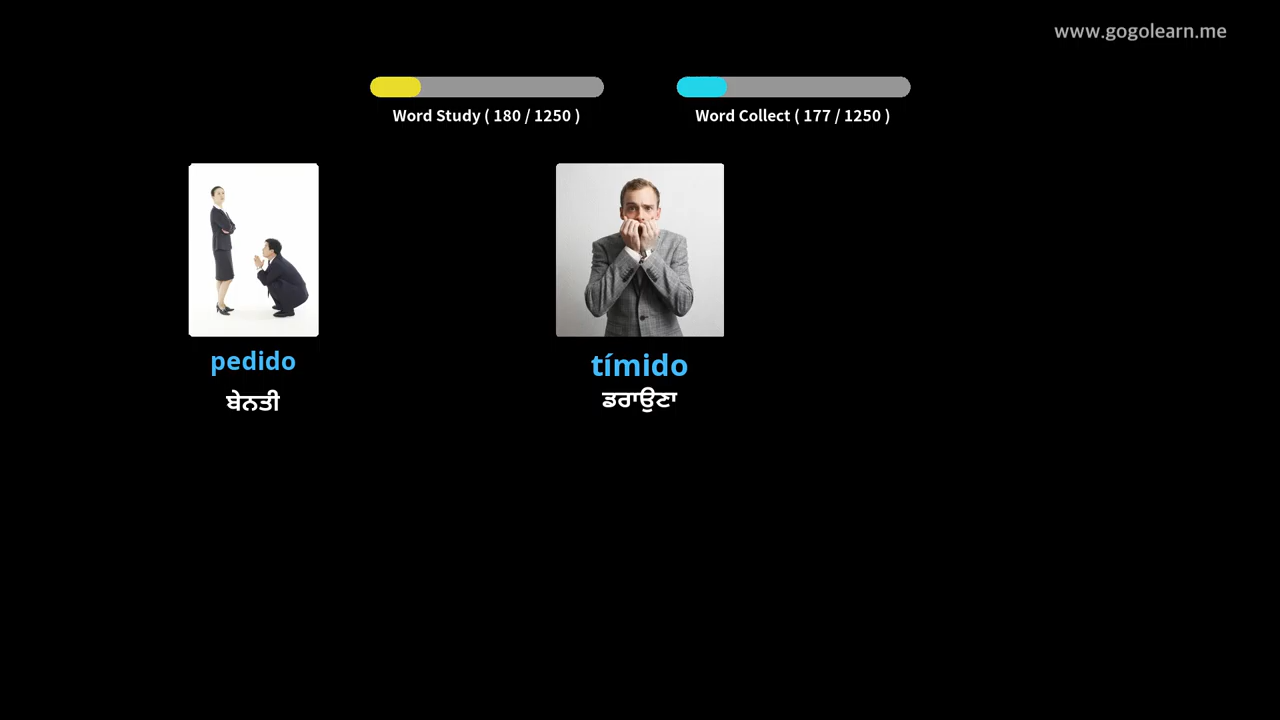 www.gogolearn.me
Word Study ( 180 / 1250 )
Word Collect ( 177 / 1250 )
pedido
ਬੇਨਤੀ
tímido
ਡਰਾਉਣਾ